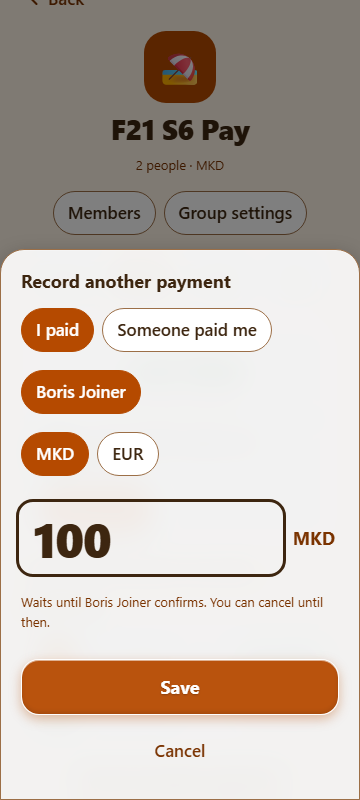 Back
F21 S6 Pay
2 people · MKD
Members
Group settings
Record another payment
I paid
Someone paid me
Boris Joiner
MKD
EUR
100
MKD
Waits until Boris Joiner confirms. You can cancel until
then.
Save
Cancel